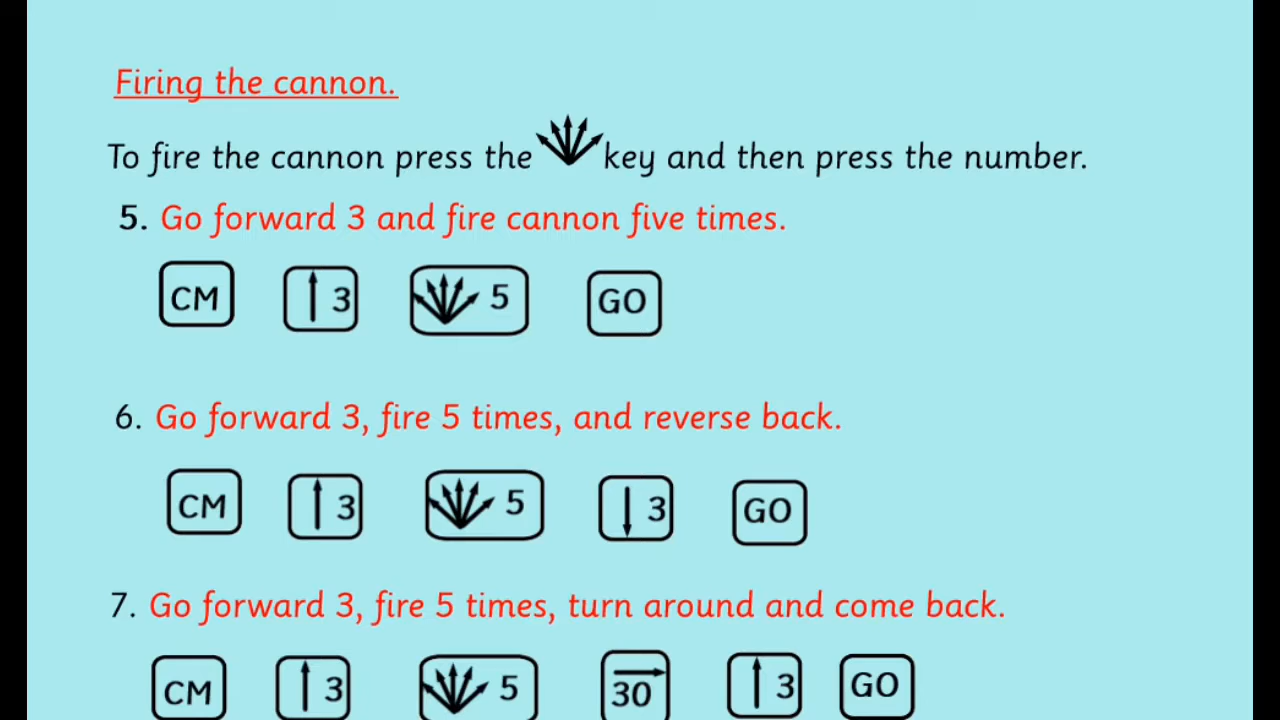 Firing the cannon.
To fire the cannon press the key and then press the number.
5. Go forward 3 and fire cannon five times.
CM 3 5 GO
6. Go forward 3, fire 5 times, and reverse back.
CM 3 5 3 GO
7. Go forward 3, fire 5 times, turn around and come back.
CM 3 5 30 3 GO